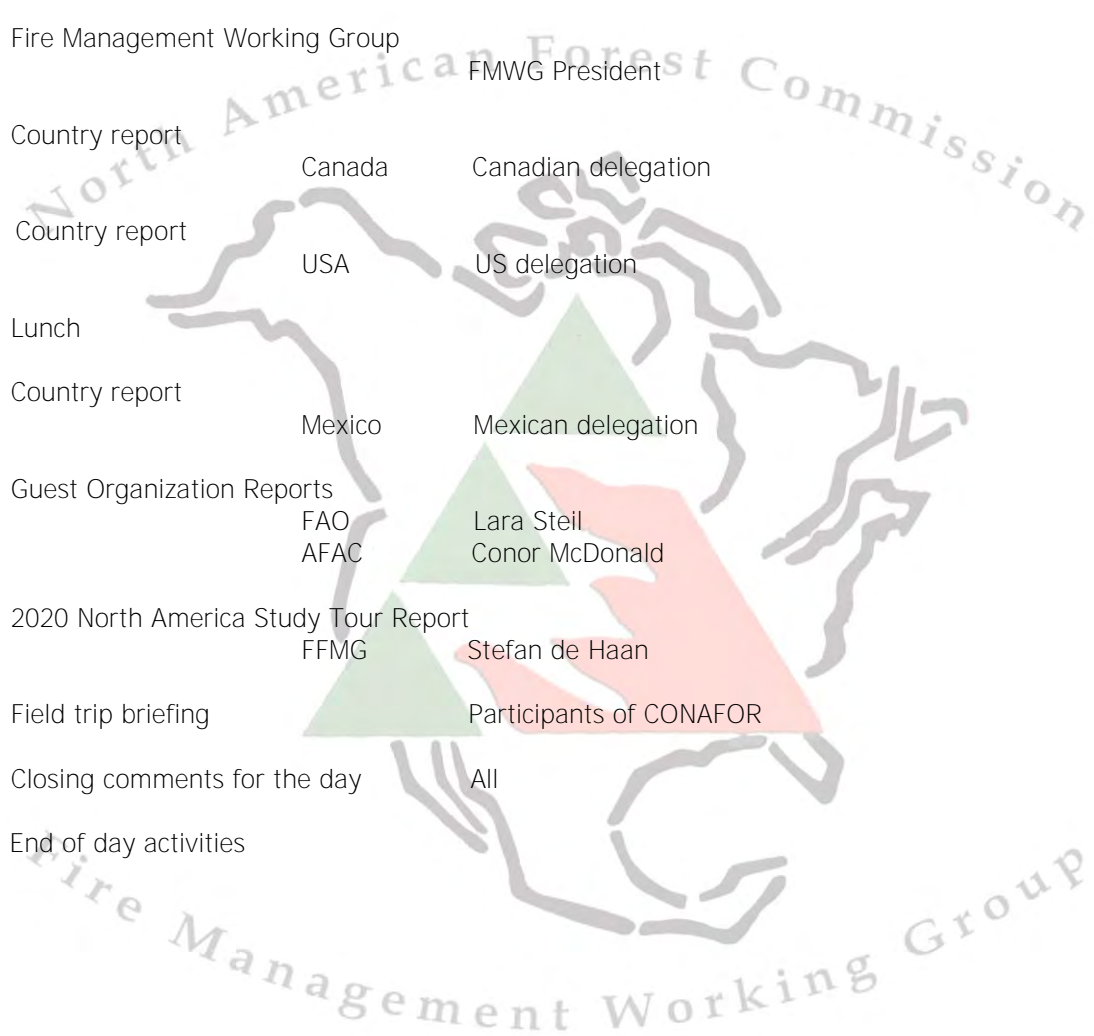 Fire Management Working Group
FMWG President
Country report
Canada Canadian delegation
Country report
USA US delegation
Lunch
Country report
Mexico Mexican delegation
Guest Organization Reports
FAO Lara Steil
AFAC Conor McDonald
2020 North America Study Tour Report
FFMG Stefan de Haan
Field trip briefing Participants of CONAFOR
Closing comments for the day All
End of day activities
North American Forest Commission
Fire Management Working Group